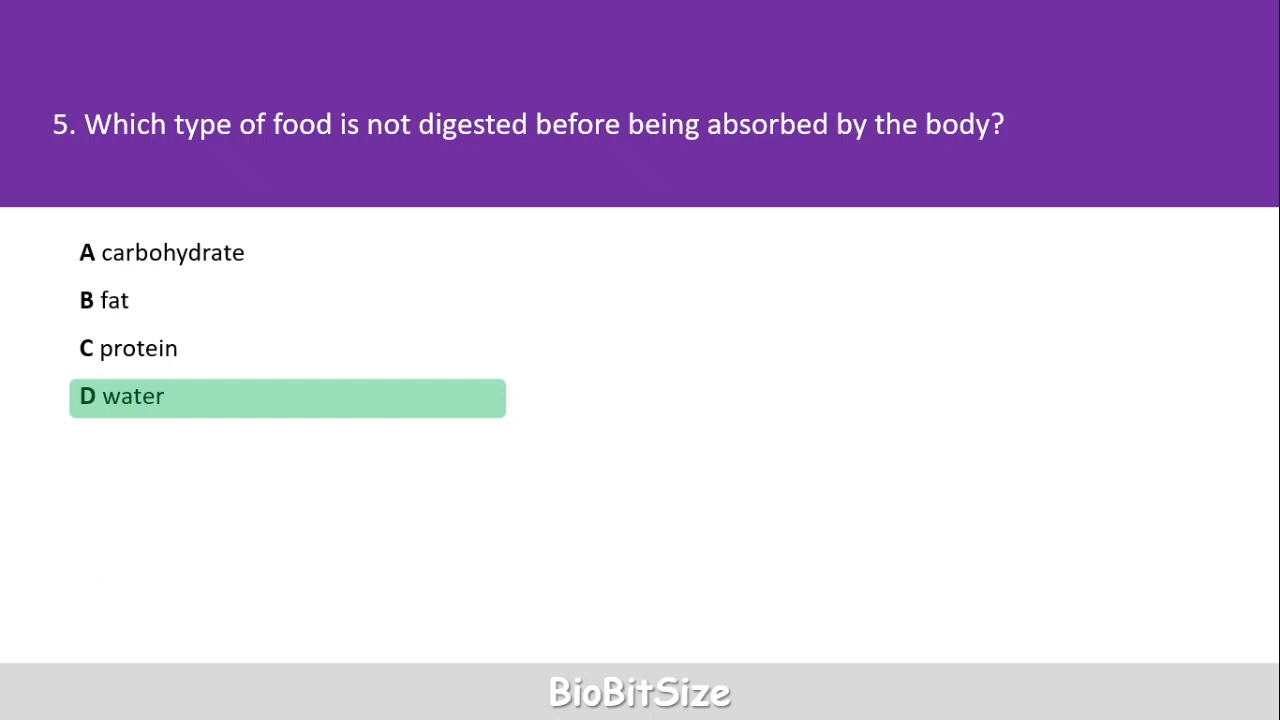 5. Which type of food is not digested before being absorbed by the body?
A carbohydrate
B fat
C protein
D water
BioBitSize